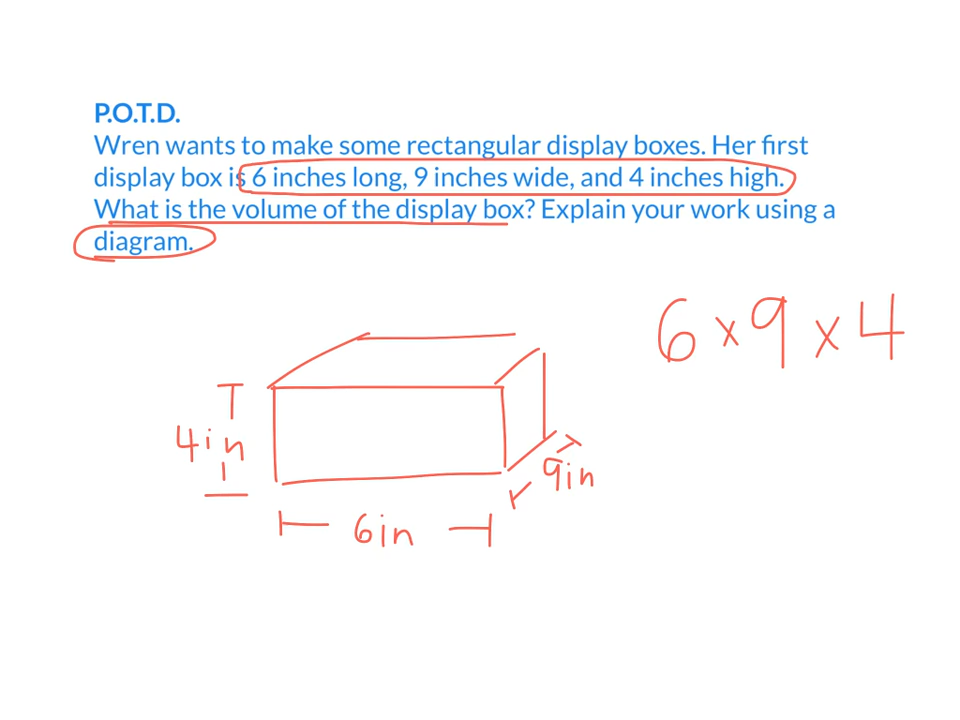 P.O.T.D.
Wren wants to make some rectangular display boxes. Her first
display box is 6 inches long, 9 inches wide, and 4 inches high.
What is the volume of the display box? Explain your work using a
diagram.
6 x 9 x 4
4in
9in
6in